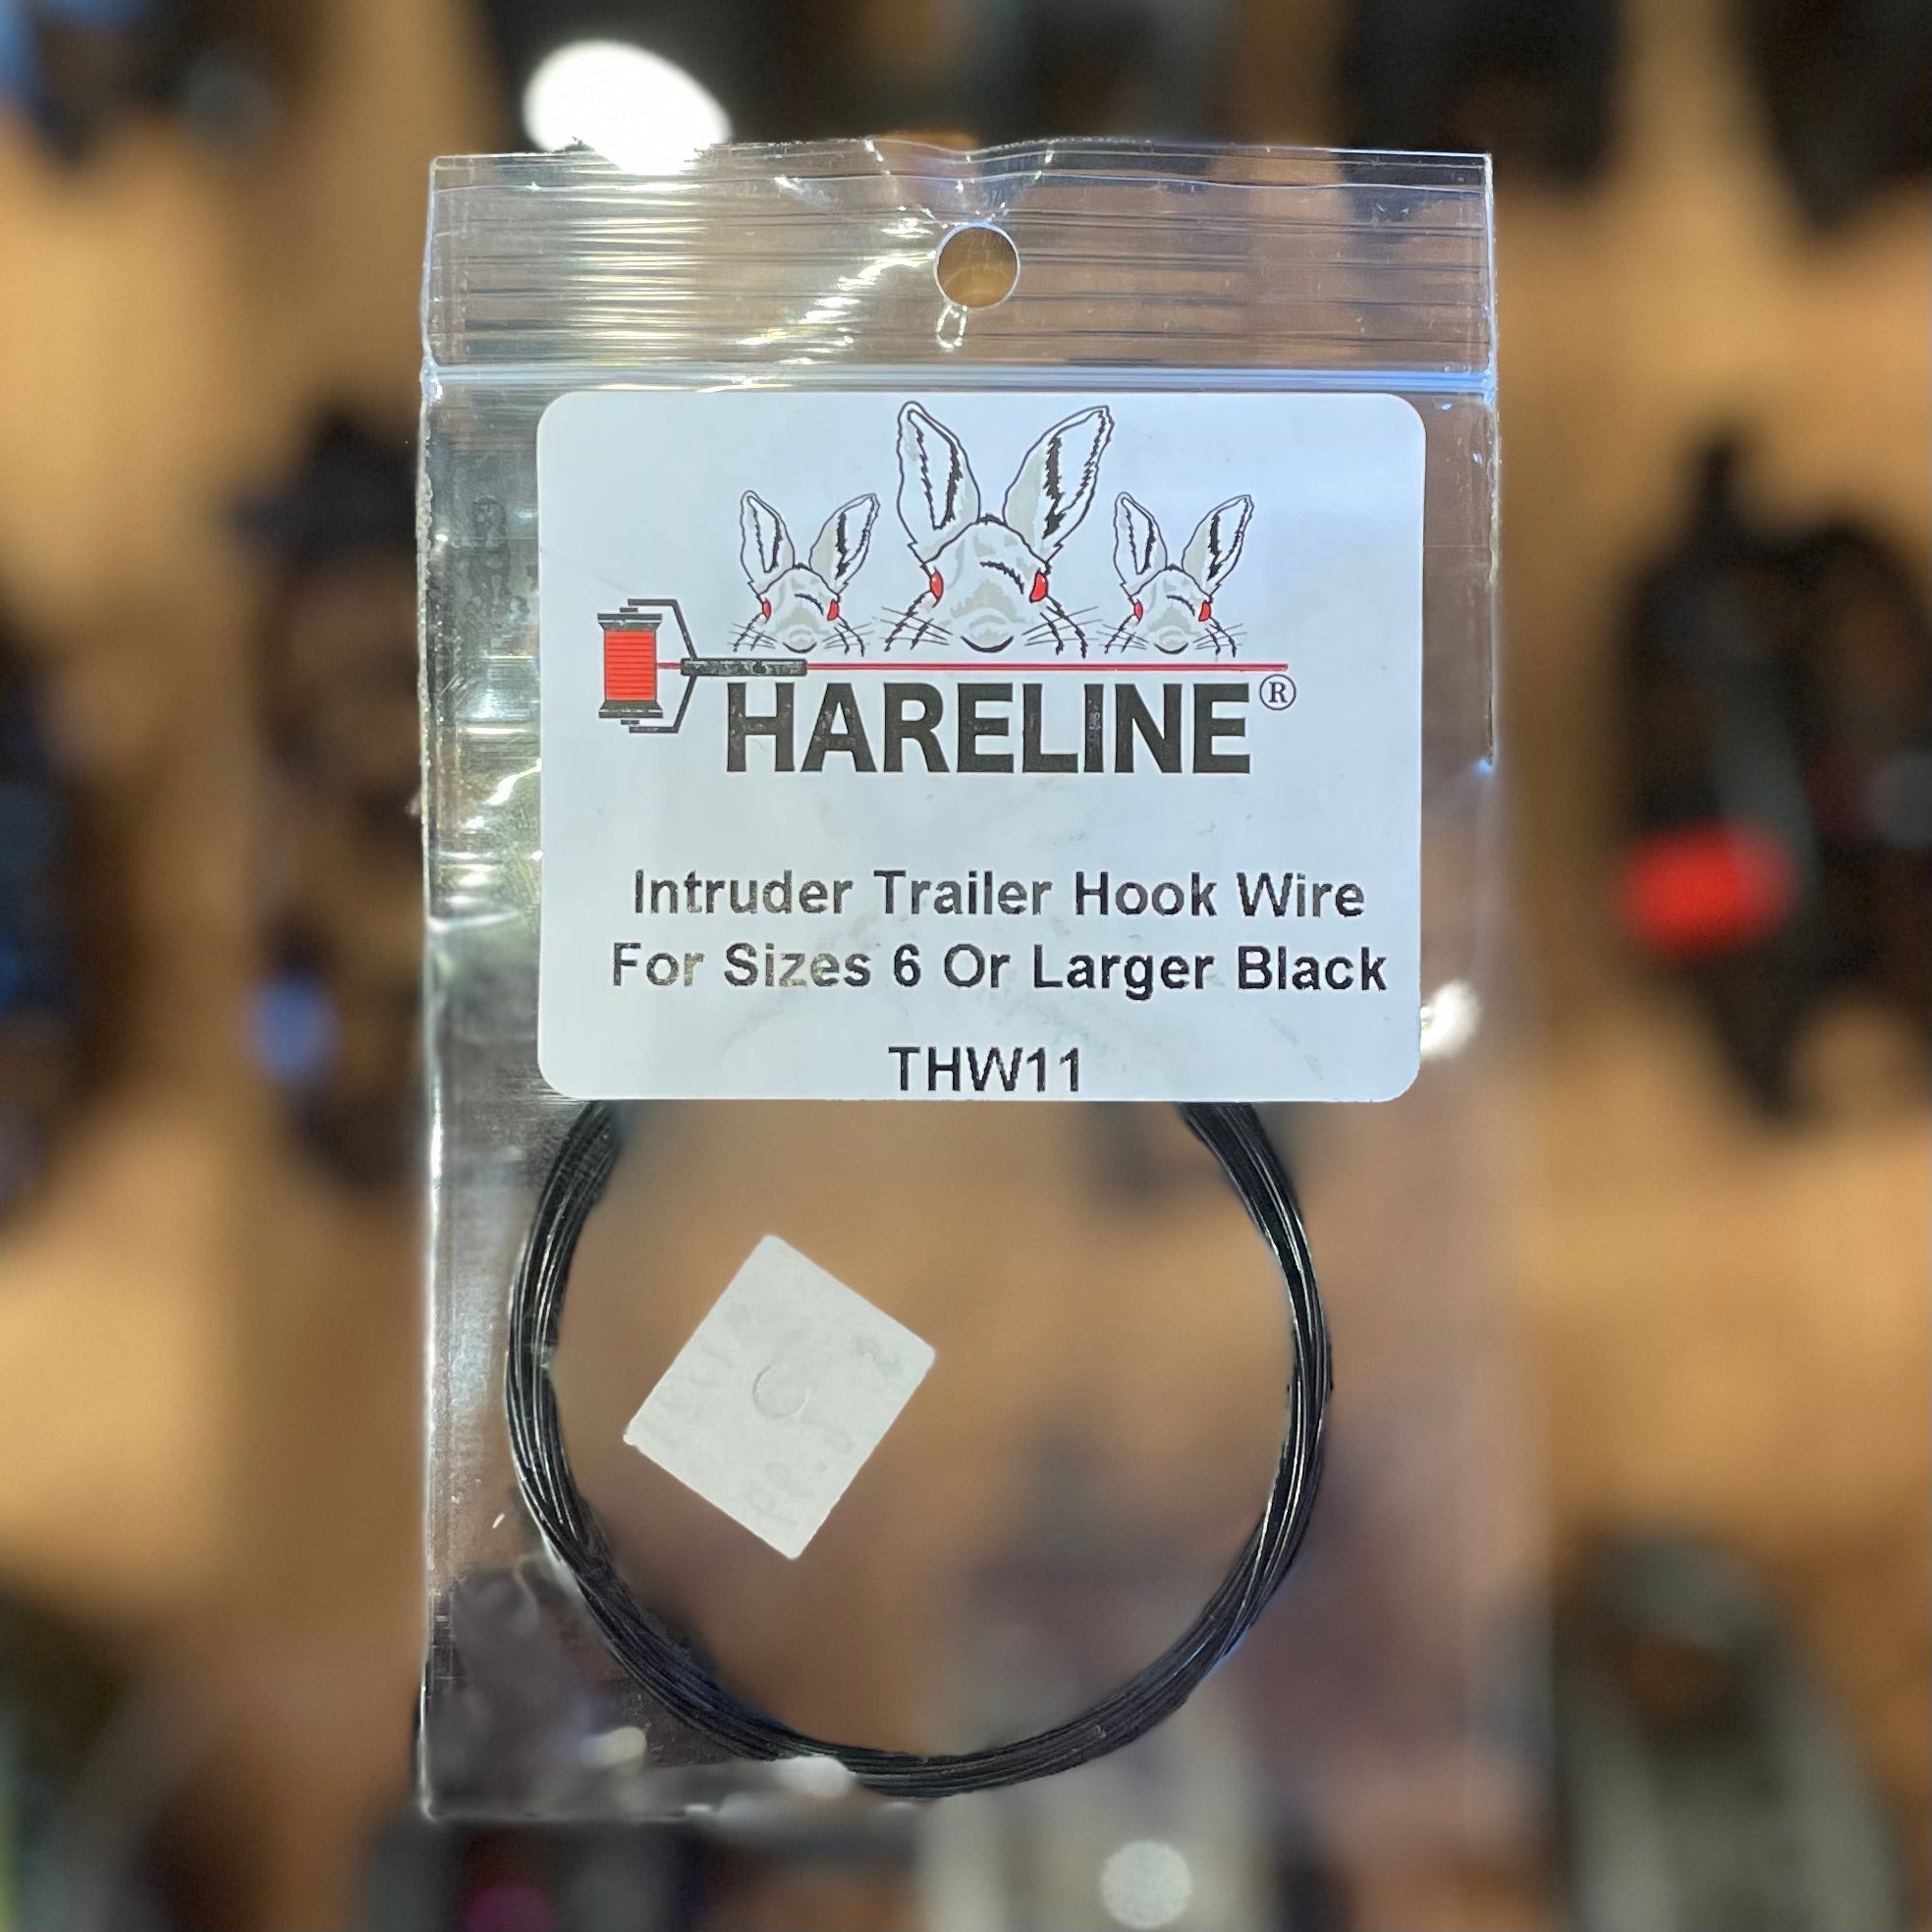 HARELINE®
Intruder Trailer Hook Wire
For Sizes 6 Or Larger Black
THW11